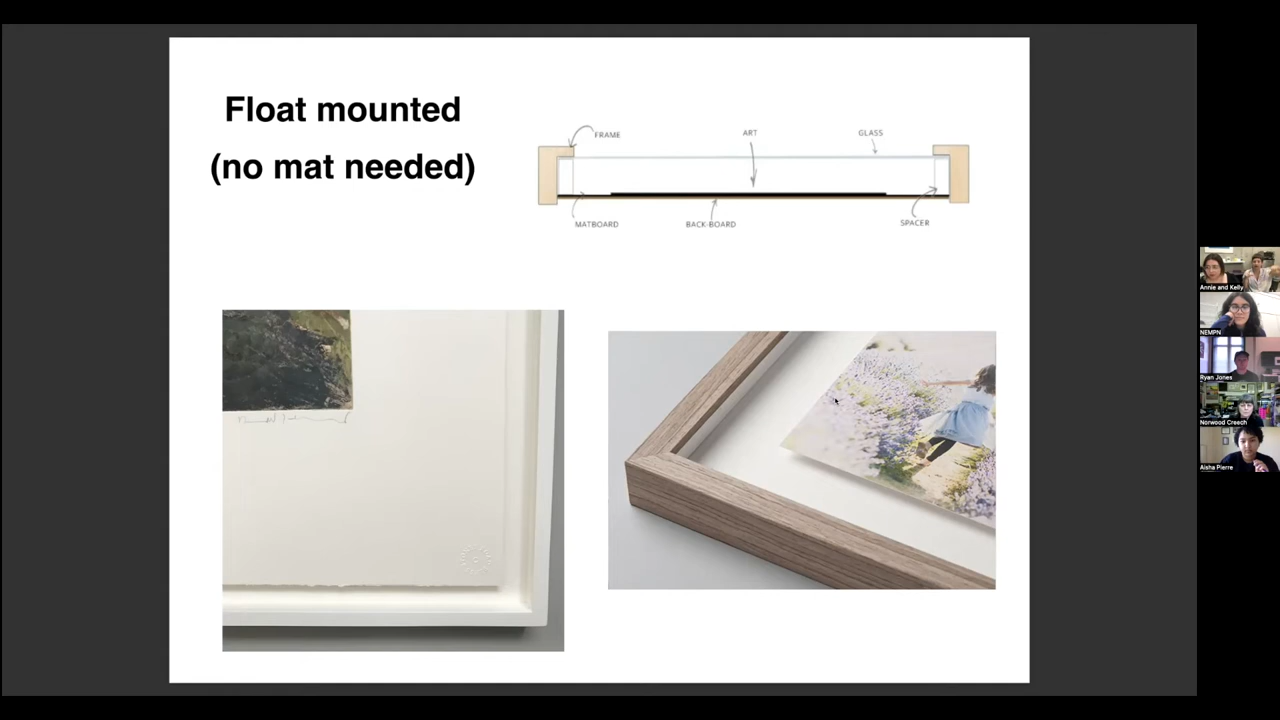 Float mounted
(no mat needed)
FRAME
ART
GLASS
MATBOARD
BACK-BOARD
SPACER
Annie and Kelly
NEMPN
Ryan Jones
Norwood Creech
Aisha Pierre